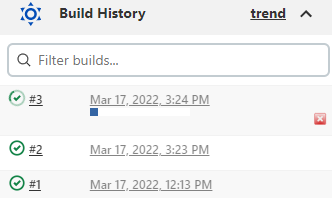 Build History trend
Filter builds...
#3 Mar 17, 2022, 3:24 PM
#2 Mar 17, 2022, 3:23 PM
#1 Mar 17, 2022, 12:13 PM